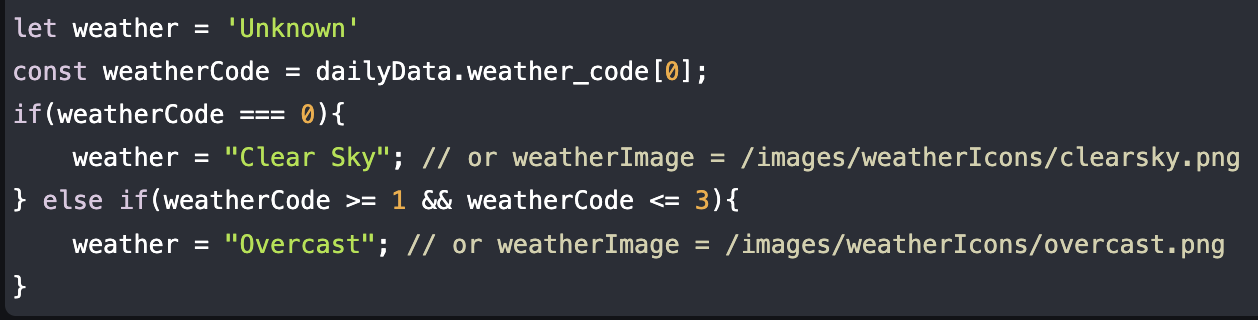 let weather = 'Unknown'
const weatherCode = dailyData.weather_code[0];
if(weatherCode === 0){
    weather = "Clear Sky"; // or weatherImage = /images/weatherIcons/clearsky.png
} else if(weatherCode >= 1 && weatherCode <= 3){
    weather = "Overcast"; // or weatherImage = /images/weatherIcons/overcast.png
}